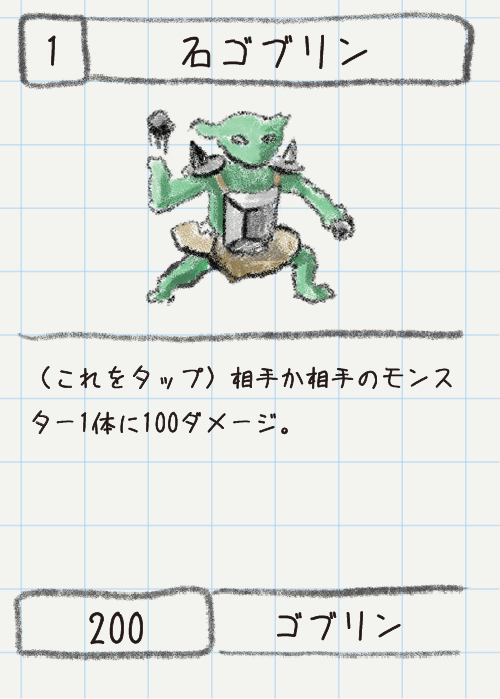 1
石ゴブリン
(これをタップ) 相手か相手のモンス
ター1体に100ダメージ。
200
ゴブリン